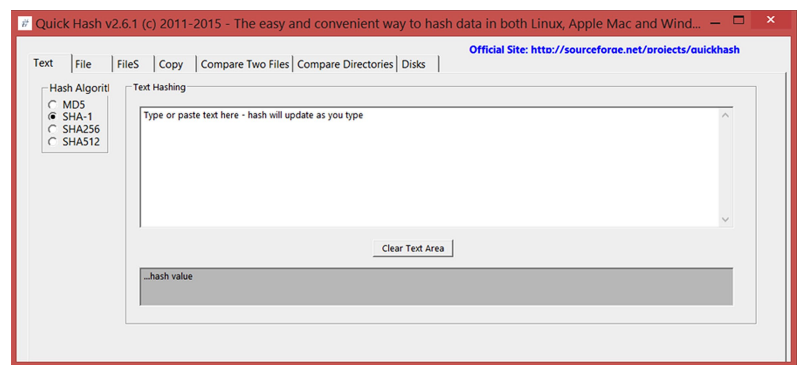 Quick Hash v2.6.1 (c) 2011-2015 - The easy and convenient way to hash data in both Linux, Apple Mac and Wind...
Official Site: http://sourceforge.net/projects/quickhash
Text File FileS Copy Compare Two Files Compare Directories Disks
Hash Algorith
MD5
SHA-1
SHA256
SHA512
Text Hashing
Type or paste text here - hash will update as you type
Clear Text Area
...hash value